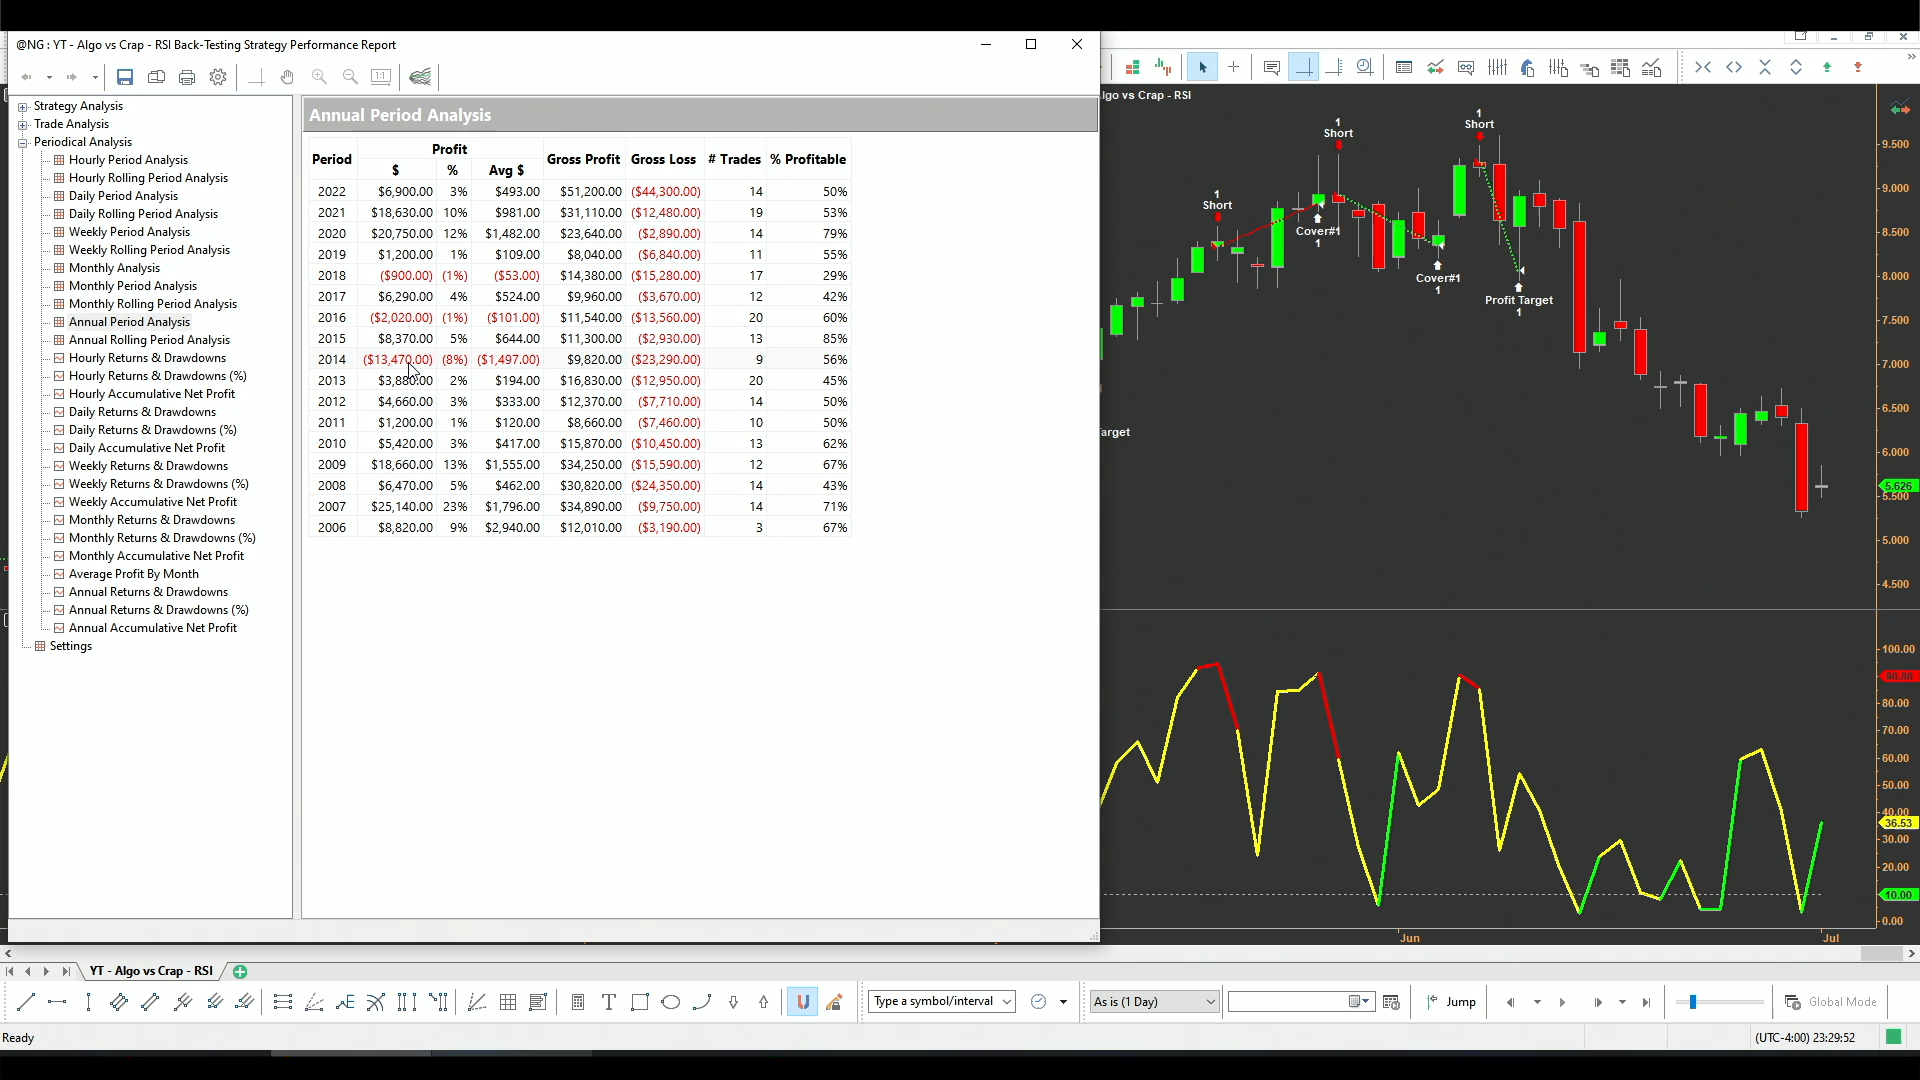 @NG : YT - Algo vs Crap - RSI Back-Testing Strategy Performance Report
Strategy Analysis
Trade Analysis
Periodical Analysis
Hourly Period Analysis
Hourly Rolling Period Analysis
Daily Period Analysis
Daily Rolling Period Analysis
Weekly Period Analysis
Weekly Rolling Period Analysis
Monthly Analysis
Monthly Period Analysis
Monthly Rolling Period Analysis
Annual Period Analysis
Annual Rolling Period Analysis
Hourly Returns & Drawdowns
Hourly Returns & Drawdowns (%)
Hourly Accumulative Net Profit
Daily Returns & Drawdowns
Daily Returns & Drawdowns (%)
Daily Accumulative Net Profit
Weekly Returns & Drawdowns
Weekly Returns & Drawdowns (%)
Weekly Accumulative Net Profit
Monthly Returns & Drawdowns
Monthly Returns & Drawdowns (%)
Monthly Accumulative Net Profit
Average Profit By Month
Annual Returns & Drawdowns
Annual Returns & Drawdowns (%)
Annual Accumulative Net Profit
Settings
Annual Period Analysis
Profit
Period $ % Avg $ Gross Profit Gross Loss # Trades % Profitable
2022 $6,900.00 3% $493.00 $51,200.00 ($44,300.00) 14 50%
2021 $18,630.00 10% $981.00 $31,110.00 ($12,480.00) 19 53%
2020 $20,750.00 12% $1,482.00 $23,640.00 ($2,890.00) 14 79%
2019 $1,200.00 1% $109.00 $8,040.00 ($6,840.00) 11 55%
2018 ($900.00) (1%) ($53.00) $14,380.00 ($15,280.00) 17 29%
2017 $6,290.00 4% $524.00 $9,960.00 ($3,670.00) 12 42%
2016 ($2,020.00) (1%) ($101.00) $11,540.00 ($13,560.00) 20 60%
2015 $8,370.00 5% $644.00 $11,300.00 ($2,930.00) 13 85%
2014 ($13,470.00) (8%) ($1,497.00) $9,820.00 ($23,290.00) 9 56%
2013 $3,880.00 2% $194.00 $16,830.00 ($12,950.00) 20 45%
2012 $4,660.00 3% $333.00 $12,370.00 ($7,710.00) 14 50%
2011 $1,200.00 1% $120.00 $8,660.00 ($7,460.00) 10 50%
2010 $5,420.00 3% $417.00 $15,870.00 ($10,450.00) 13 62%
2009 $18,660.00 13% $1,555.00 $34,250.00 ($15,590.00) 12 67%
2008 $6,470.00 5% $462.00 $30,820.00 ($24,350.00) 14 43%
2007 $25,140.00 23% $1,796.00 $34,890.00 ($9,750.00) 14 71%
2006 $8,820.00 9% $2,940.00 $12,010.00 ($3,190.00) 3 67%
lgo vs Crap - RSI
1
Short
Cover#1
1
1
Short
Cover#1
1
1
Short
Profit Target
1
arget
9.500
9.000
8.500
8.000
7.500
7.000
6.500
6.000
5.626
5.500
5.000
4.500
100.00
90.00
80.00
70.00
60.00
50.00
40.00
36.53
30.00
20.00
10.00
0.00
Jun
Jul
YT - Algo vs Crap - RSI
Type a symbol/interval
As is (1 Day)
Jump
Global Mode
Ready
(UTC-4:00) 23:29:52